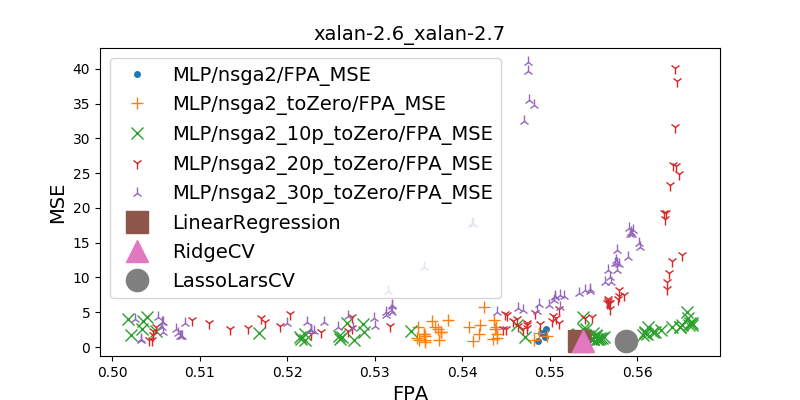 xalan-2.6_xalan-2.7
MSE
40
35
30
25
20
15
10
5
0
MLP/nsga2/FPA_MSE
MLP/nsga2_toZero/FPA_MSE
MLP/nsga2_10p_toZero/FPA_MSE
MLP/nsga2_20p_toZero/FPA_MSE
MLP/nsga2_30p_toZero/FPA_MSE
LinearRegression
RidgeCV
LassoLarsCV
0.50 0.51 0.52 0.53 0.54 0.55 0.56
FPA